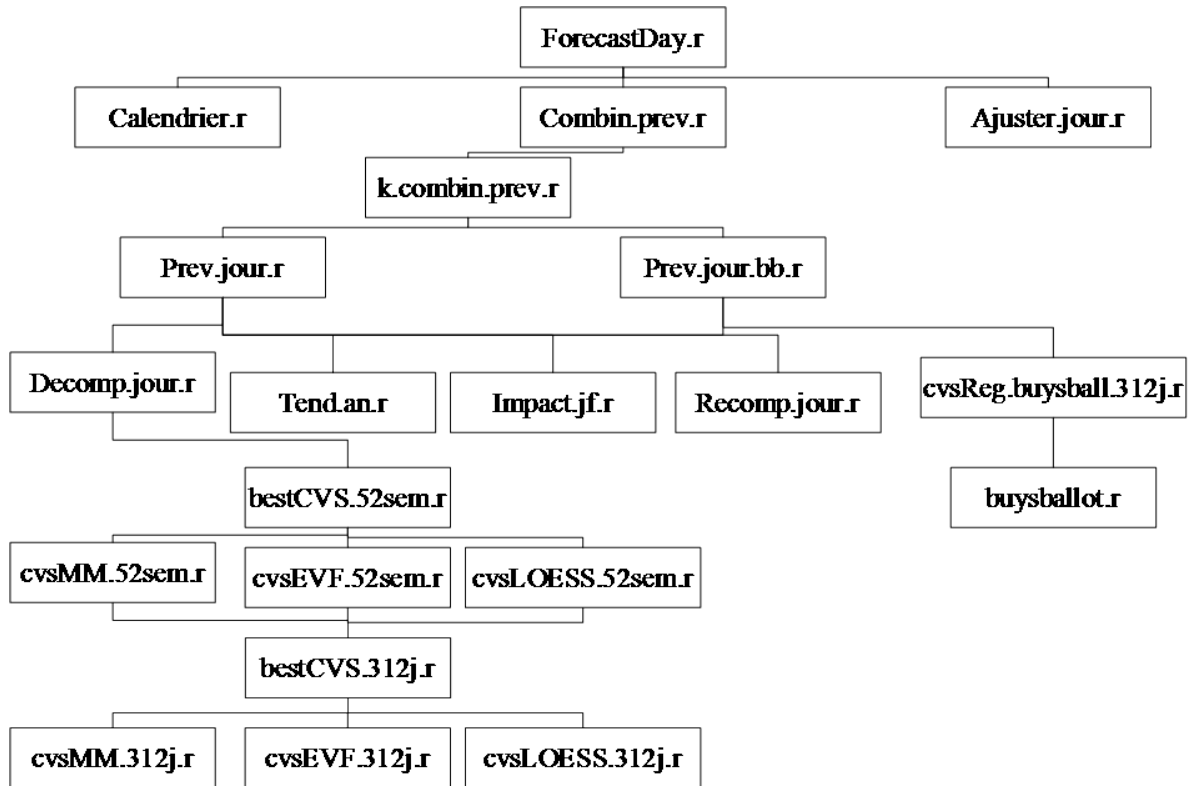 ForecastDay.r
Calendrier.r
Combin.prev.r
Ajuster.jour.r
k.combin.prev.r
Prev.jour.r
Prev.jour.bb.r
Decomp.jour.r
Tend.an.r
Impact.jf.r
Recomp.jour.r
cvsReg.buysball.312j.r
bestCVS.52sem.r
buysballot.r
cvsMM.52sem.r
cvsEVF.52sem.r
cvsLOESS.52sem.r
bestCVS.312j.r
cvsMM.312j.r
cvsEVF.312j.r
cvsLOESS.312j.r